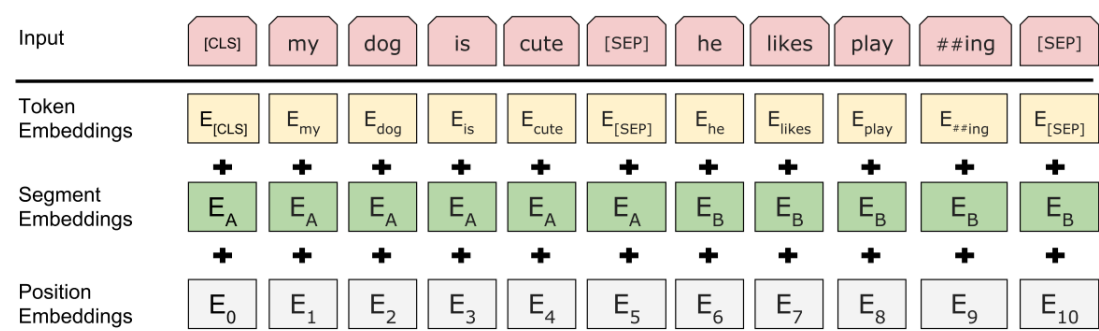 Input [CLS] my dog is cute [SEP] he likes play ##ing [SEP]
Token Embeddings E[CLS] Emy Edog Eis Ecute E[SEP] Ehe Elikes Eplay E##ing E[SEP]
+ + + + + + + + + + +
Segment Embeddings EA EA EA EA EA EA EB EB EB EB EB
+ + + + + + + + + + +
Position Embeddings E0 E1 E2 E3 E4 E5 E6 E7 E8 E9 E10